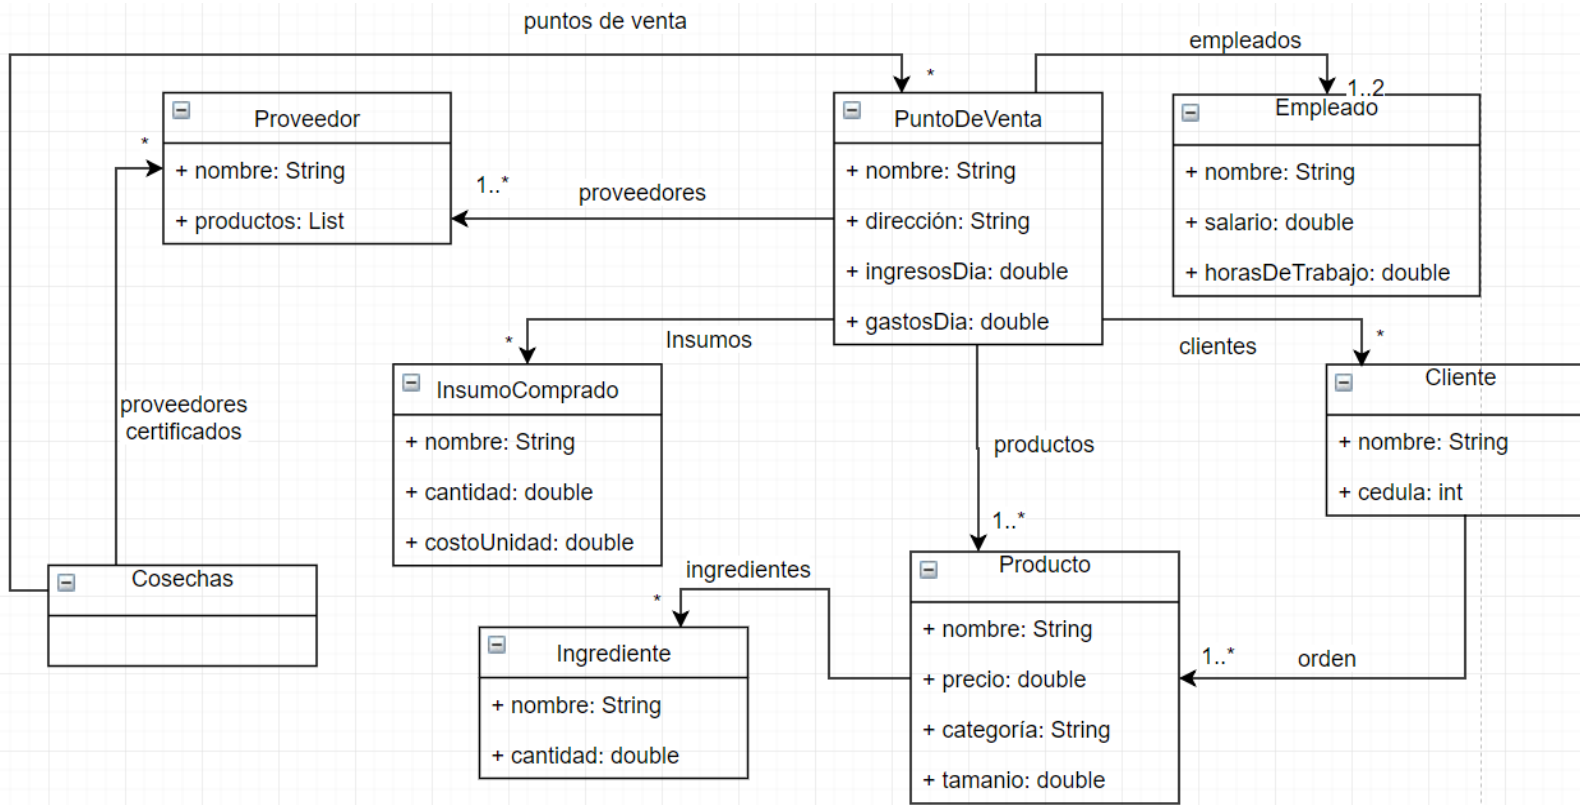 puntos de venta
empleados
*
1..2
Proveedor
+ nombre: String
+ productos: List
*
1..*
proveedores
PuntoDeVenta
+ nombre: String
+ dirección: String
+ ingresosDia: double
+ gastosDia: double
Empleado
+ nombre: String
+ salario: double
+ horasDeTrabajo: double
*
Insumos
clientes
*
proveedores
certificados
InsumoComprado
+ nombre: String
+ cantidad: double
+ costoUnidad: double
productos
1..*
Cliente
+ nombre: String
+ cedula: int
Cosechas
ingredientes
*
Ingrediente
+ nombre: String
+ cantidad: double
Producto
+ nombre: String
+ precio: double
+ categoría: String
+ tamanio: double
1..*
orden